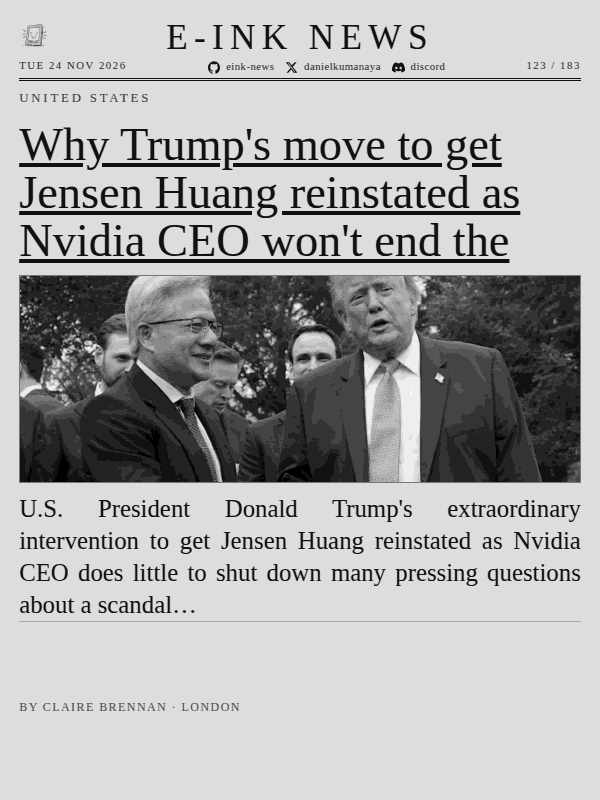 E-INK NEWS
TUE 24 NOV 2026
eink-news danielkumanaya discord
123 / 183
UNITED STATES
Why Trump's move to get
Jensen Huang reinstated as
Nvidia CEO won't end the
U.S. President Donald Trump's extraordinary
intervention to get Jensen Huang reinstated as Nvidia
CEO does little to shut down many pressing questions
about a scandal…
BY CLAIRE BRENNAN · LONDON